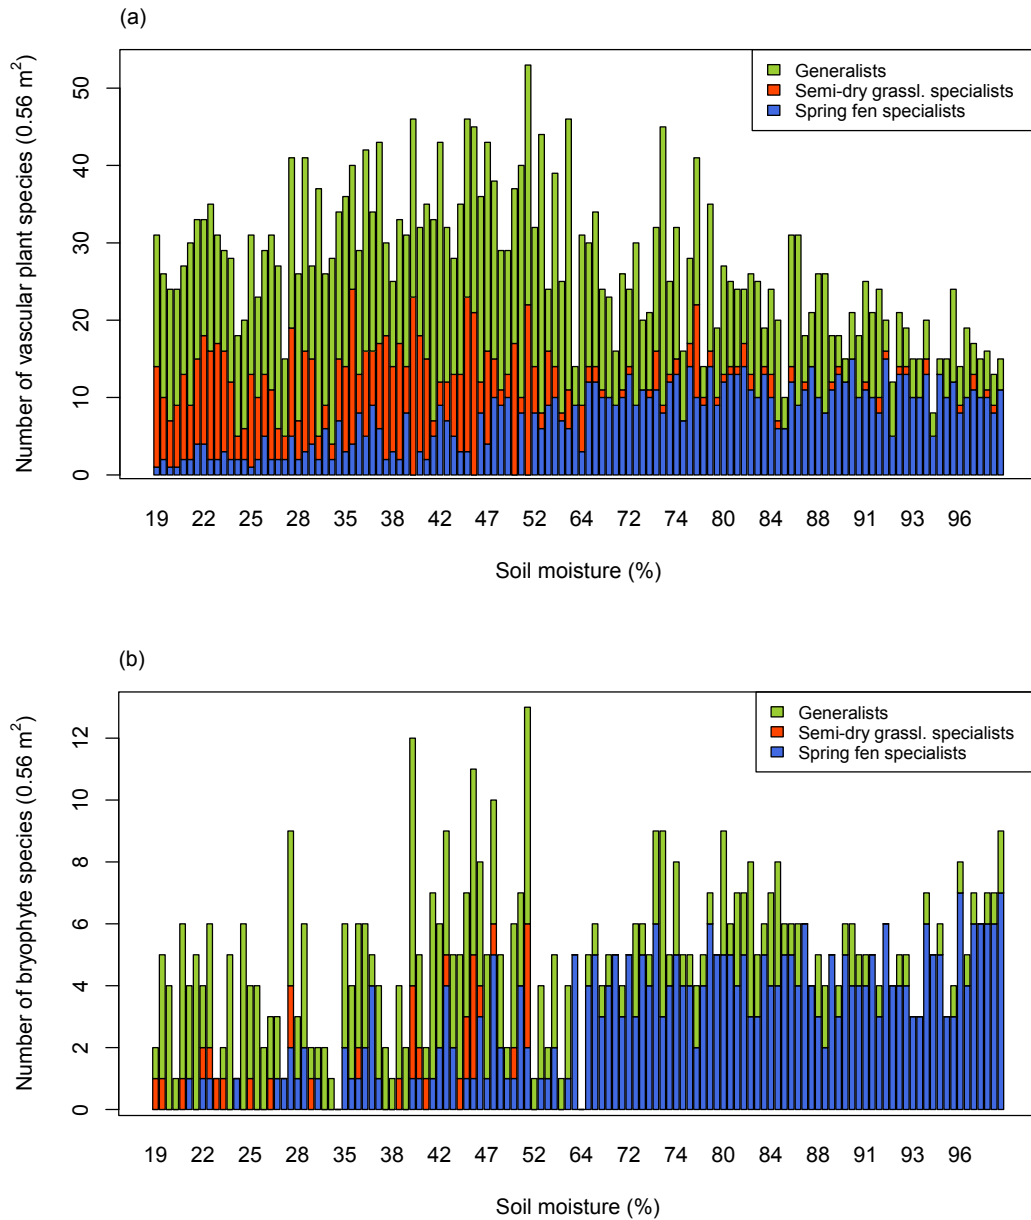 (a)
Number of vascular plant species (0.56 m²)
0 10 20 30 40 50
Generalists
Semi-dry grassl. specialists
Spring fen specialists
19 22 25 28 35 38 42 47 52 64 72 74 80 84 88 91 93 96
Soil moisture (%)
(b)
Number of bryophyte species (0.56 m²)
0 2 4 6 8 10 12
Generalists
Semi-dry grassl. specialists
Spring fen specialists
19 22 25 28 35 38 42 47 52 64 72 74 80 84 88 91 93 96
Soil moisture (%)